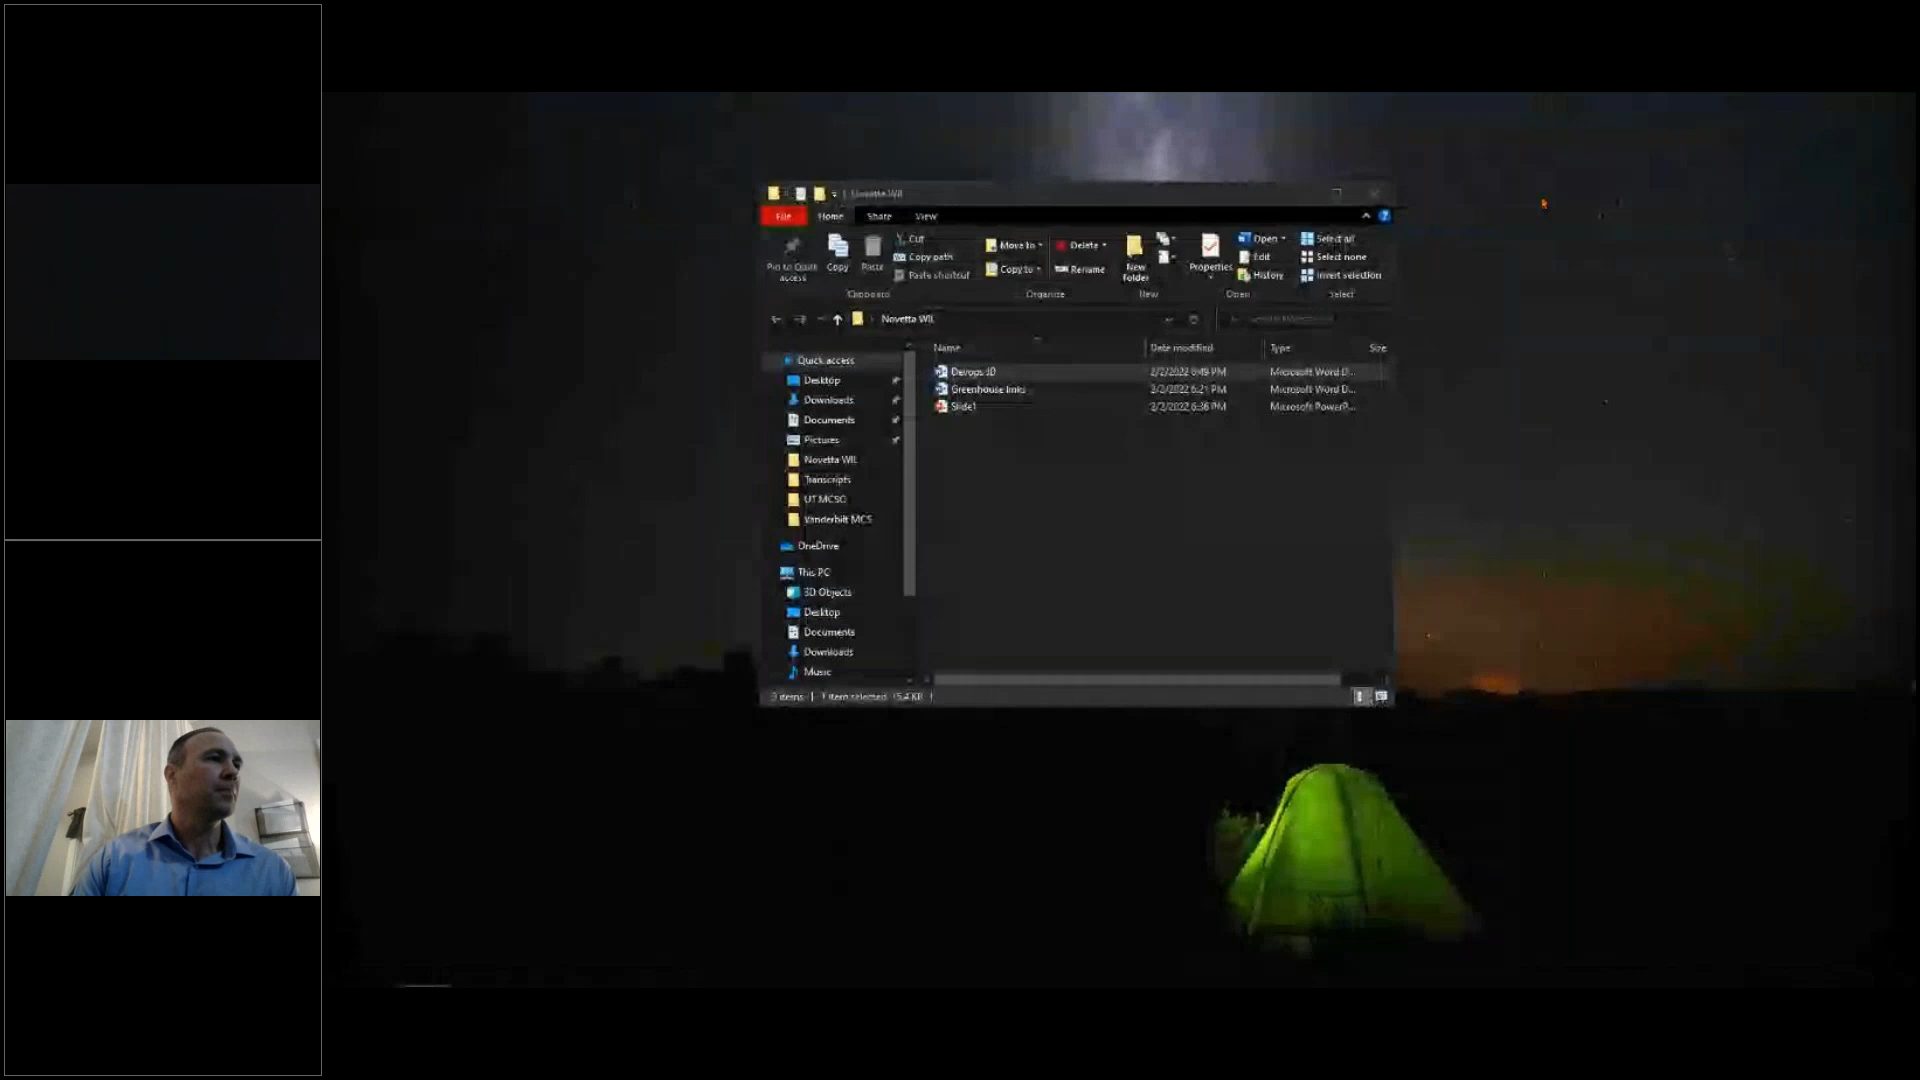 Novetta WIL
File Home Share View
Pin to Quick access
Copy
Paste
Cut
Copy path
Paste shortcut
Move to
Copy to
Delete
Rename
New folder
Properties
Open
Edit
History
Select all
Select none
Invert selection
Clipboard Organize New Open Select
Novetta WIL
Name Date modified Type Size
Devops JD 2/2/2022 6:49 PM Microsoft Word D...
Greenhouse links 2/2/2022 6:21 PM Microsoft Word D...
Slide1 2/2/2022 6:36 PM Microsoft PowerP...
Quick access
Desktop
Downloads
Documents
Pictures
Novetta WIL
Transcripts
UT MCSO
Vanderbilt MCS
OneDrive
This PC
3D Objects
Desktop
Documents
Downloads
Music
3 items 1 item selected 15.4 KB